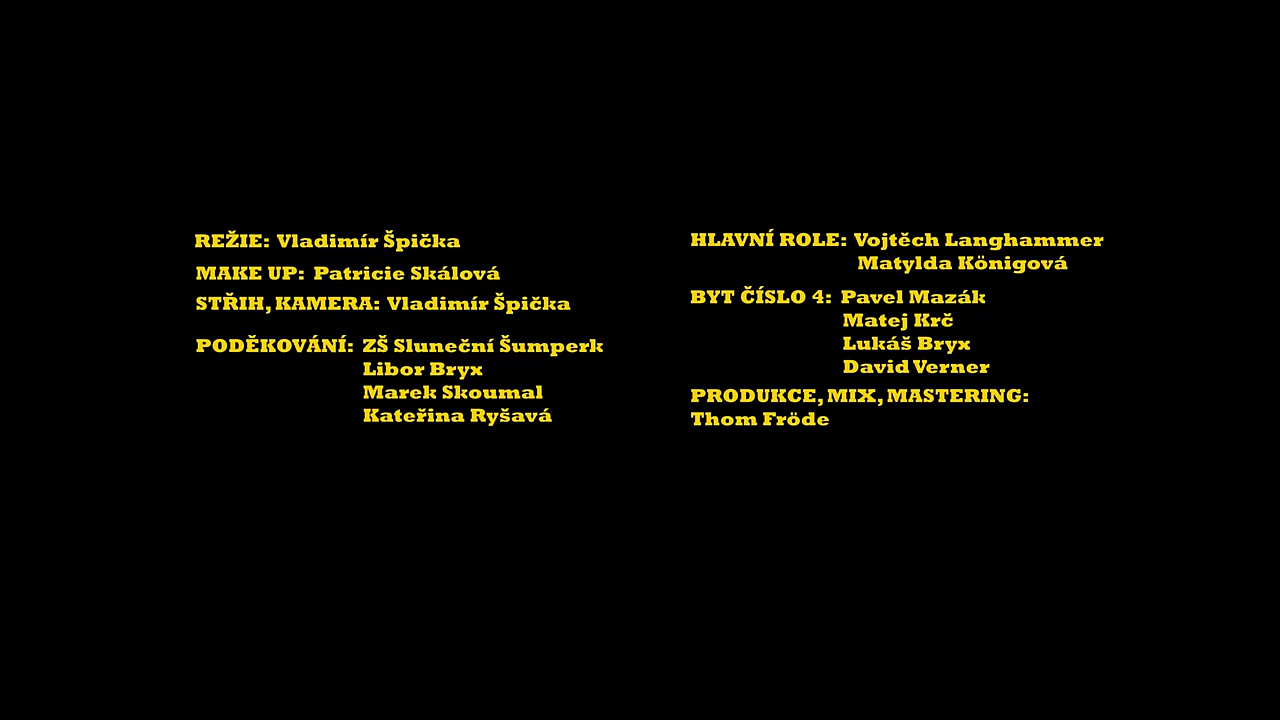 REŽIE: Vladimír Špička
MAKE UP: Patricie Skálová
STŘIH, KAMERA: Vladimír Špička
PODĚKOVÁNÍ: ZŠ Sluneční Šumperk
Libor Bryx
Marek Skoumal
Kateřina Ryšavá
HLAVNÍ ROLE: Vojtěch Langhammer
Matylda Königová
BYT ČÍSLO 4: Pavel Mazák
Matej Krč
Lukáš Bryx
David Verner
PRODUKCE, MIX, MASTERING:
Thom Fröde